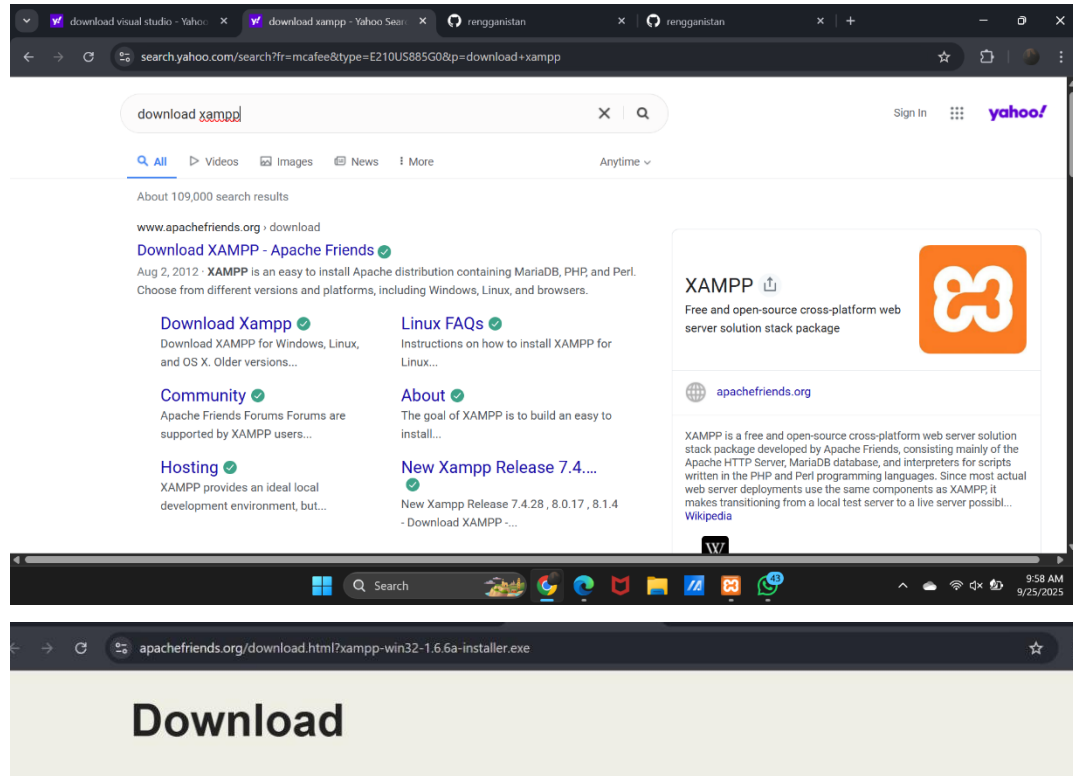 download visual studio - Yahoo
download xampp - Yahoo Sear
rengganistan
rengganistan
search.yahoo.com/search?fr=mcafee&type=E210US885G0&p=download+xampp
download xampp
Sign In
yahoo!
All
Videos
Images
News
More
Anytime
About 109,000 search results
www.apachefriends.org › download
Download XAMPP - Apache Friends
Aug 2, 2012 · XAMPP is an easy to install Apache distribution containing MariaDB, PHP, and Perl.
Choose from different versions and platforms, including Windows, Linux, and browsers.
Download Xampp
Download XAMPP for Windows, Linux,
and OS X. Older versions...
Linux FAQs
Instructions on how to install XAMPP for
Linux...
Community
Apache Friends Forums Forums are
supported by XAMPP users...
About
The goal of XAMPP is to build an easy to
install...
Hosting
XAMPP provides an ideal local
development environment, but...
New Xampp Release 7.4....
New Xampp Release 7.4.28 , 8.0.17 , 8.1.4
- Download XAMPP -...
XAMPP
Free and open-source cross-platform web
server solution stack package
apachefriends.org
XAMPP is a free and open-source cross-platform web server solution
stack package developed by Apache Friends, consisting mainly of the
Apache HTTP Server, MariaDB database, and interpreters for scripts
written in the PHP and Perl programming languages. Since most actual
web server deployments use the same components as XAMPP, it
makes transitioning from a local test server to a live server possibl...
Wikipedia
W
Search
43
9:58 AM
9/25/2025
apachefriends.org/download.html?xampp-win32-1.6.6a-installer.exe
Download